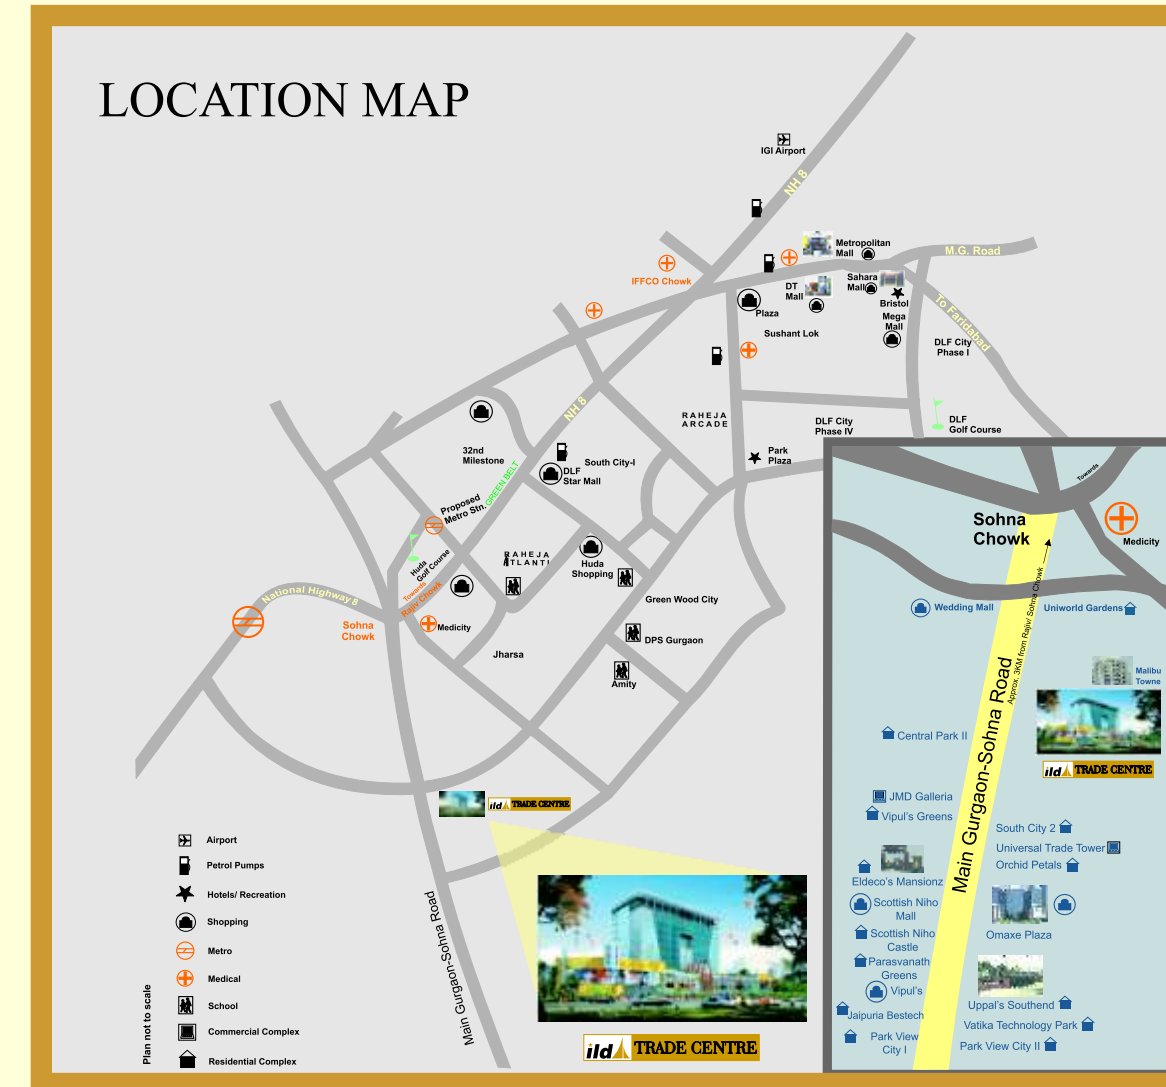 LOCATION MAP
IGI Airport
NH 8
Metropolitan
Mall
M.G. Road
IFFCO Chowk
DT
Mall
Sahara
Mall
Bristol
Plaza
Mega
Mall
To Faridabad
Sushant Lok
DLF City
Phase I
NH 8
RAHEJA
ARCADE
DLF City
Phase IV
DLF
Golf Course
32nd
Milestone
South City-I
Park
Plaza
DLF
Star Mall
GREEN BELT
Proposed
Metro Stn.
Huda
Golf Course
RAHEJA
ATLANTI
Huda
Shopping
Towards
Rajiv Chowk
National Highway 8
Green Wood City
Sohna
Chowk
Medicity
DPS Gurgaon
Jharsa
Amity
ild TRADE CENTRE
Main Gurgaon-Sohna Road
ild TRADE CENTRE
Airport
Petrol Pumps
Hotels/ Recreation
Shopping
Metro
Medical
School
Commercial Complex
Residential Complex
Plan not to scale
Towards
Sohna
Chowk
Medicity
Approx. 3KM from Rajiv/ Sohna Chowk
Wedding Mall
Uniworld Gardens
Malibu
Towne
Main Gurgaon-Sohna Road
Central Park II
ild TRADE CENTRE
JMD Galleria
Vipul's Greens
South City 2
Universal Trade Tower
Orchid Petals
Eldeco's Mansionz
Scottish Niho
Mall
Scottish Niho
Castle
Omaxe Plaza
Parasvanath
Greens
Vipul's
Uppal's Southend
Jaipuria Bestech
Vatika Technology Park
Park View
City I
Park View City II